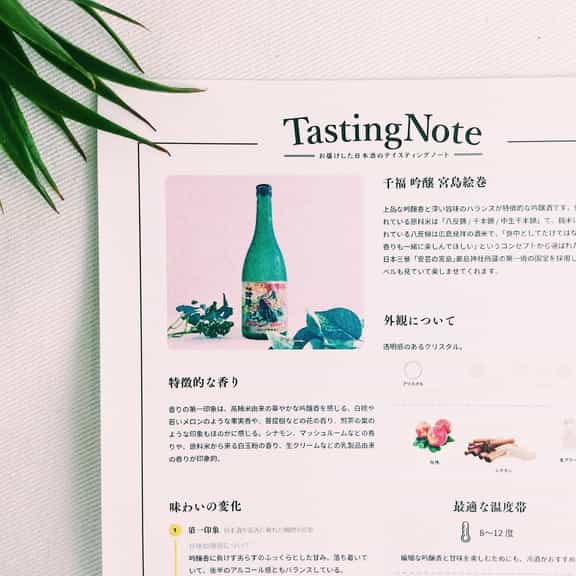 TastingNote
お届けした日本酒のテイスティングノート
千福 吟醸 宮島絵巻
上品な吟醸香と深い旨味のバランスが特徴的な吟醸酒です。
れている原料米は「八反錦/千本錦/中生千本錦」で、
れている八反錦は広島発祥の酒米で、
香りも一緒に楽しんでほしい」というコンセプトから選ばれ
日本三景「安芸の宮島」厳島神社所蔵の第一級の国宝を採用し
ベルも見ていて楽しませてくれます。
外観について
透明感のあるクリスタル。
クリスタル
特徴的な香り
香りの第一印象は、高精米由来の華やかな吟醸香を感じる。白桃や
若いメロンのような果実香や、菩提樹などの花の香り、煎茶の葉の
ような印象もほのかに感じる。シナモン、マッシュルームなどの香
りや、原料米から来る白玉粉の香り、生クリームなどの乳製品由来
の香りが印象的。
白桃
シナモン
味わいの変化
1 第一印象
吟醸香に負けず劣らずのふっくらとした甘み。落ち着いて
いて、後半のアルコール感ともバランスしている。
最適な温度帯
8〜12 度
繊細な吟醸香と甘味を楽しむためにも、冷酒がおすすめ